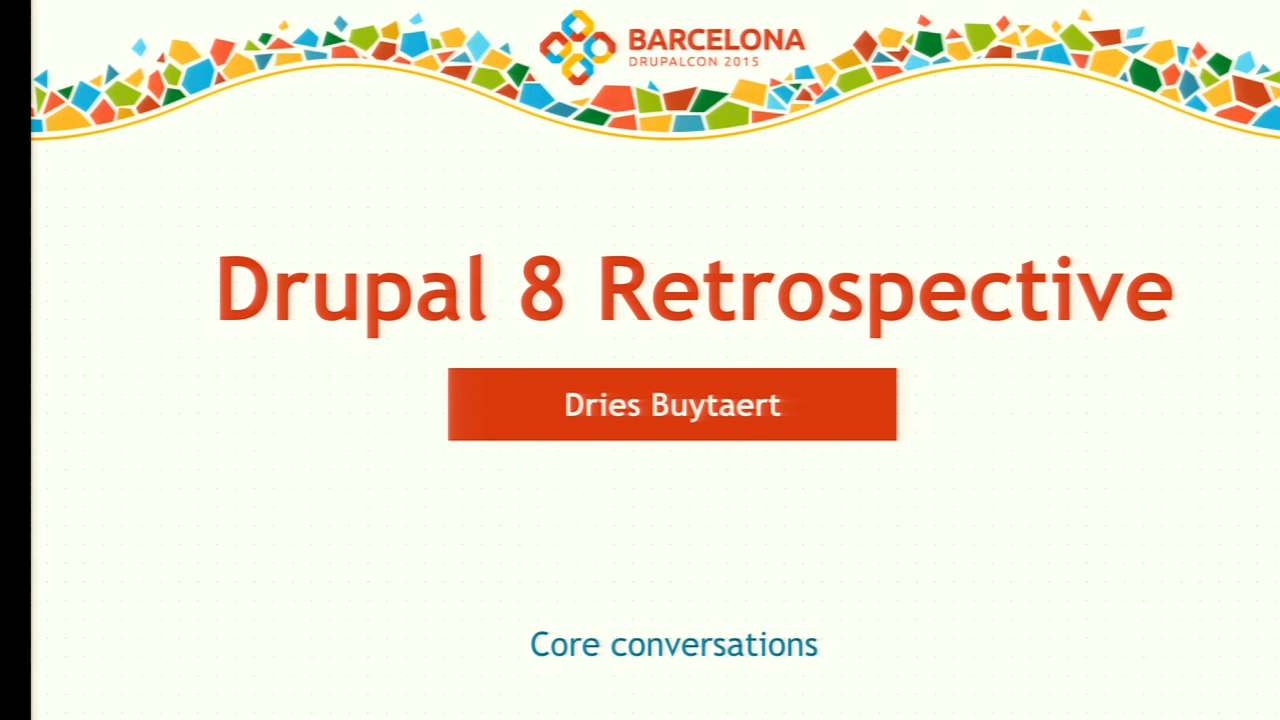 BARCELONA
DRUPALCON 2015
Drupal 8 Retrospective
Dries Buytaert
Core conversations